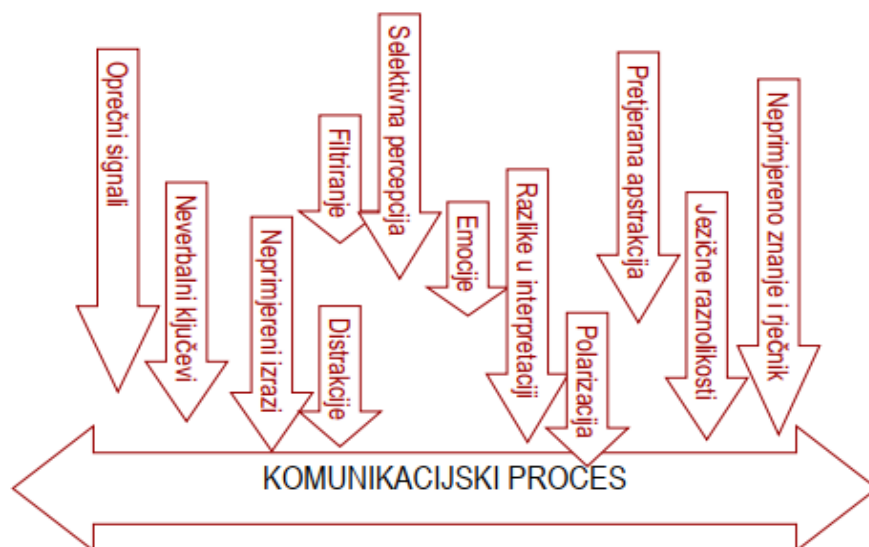 Oprečni signali
Neverbalni ključevi
Neprimjereni izrazi
Filtriranje
Distrakcije
Selektivna percepcija
Emocije
Razlike u interpretaciji
Polarizacija
Pretjerana apstrakcija
Jezične raznolikosti
Neprimjereno znanje i rječnik
KOMUNIKACIJSKI PROCES